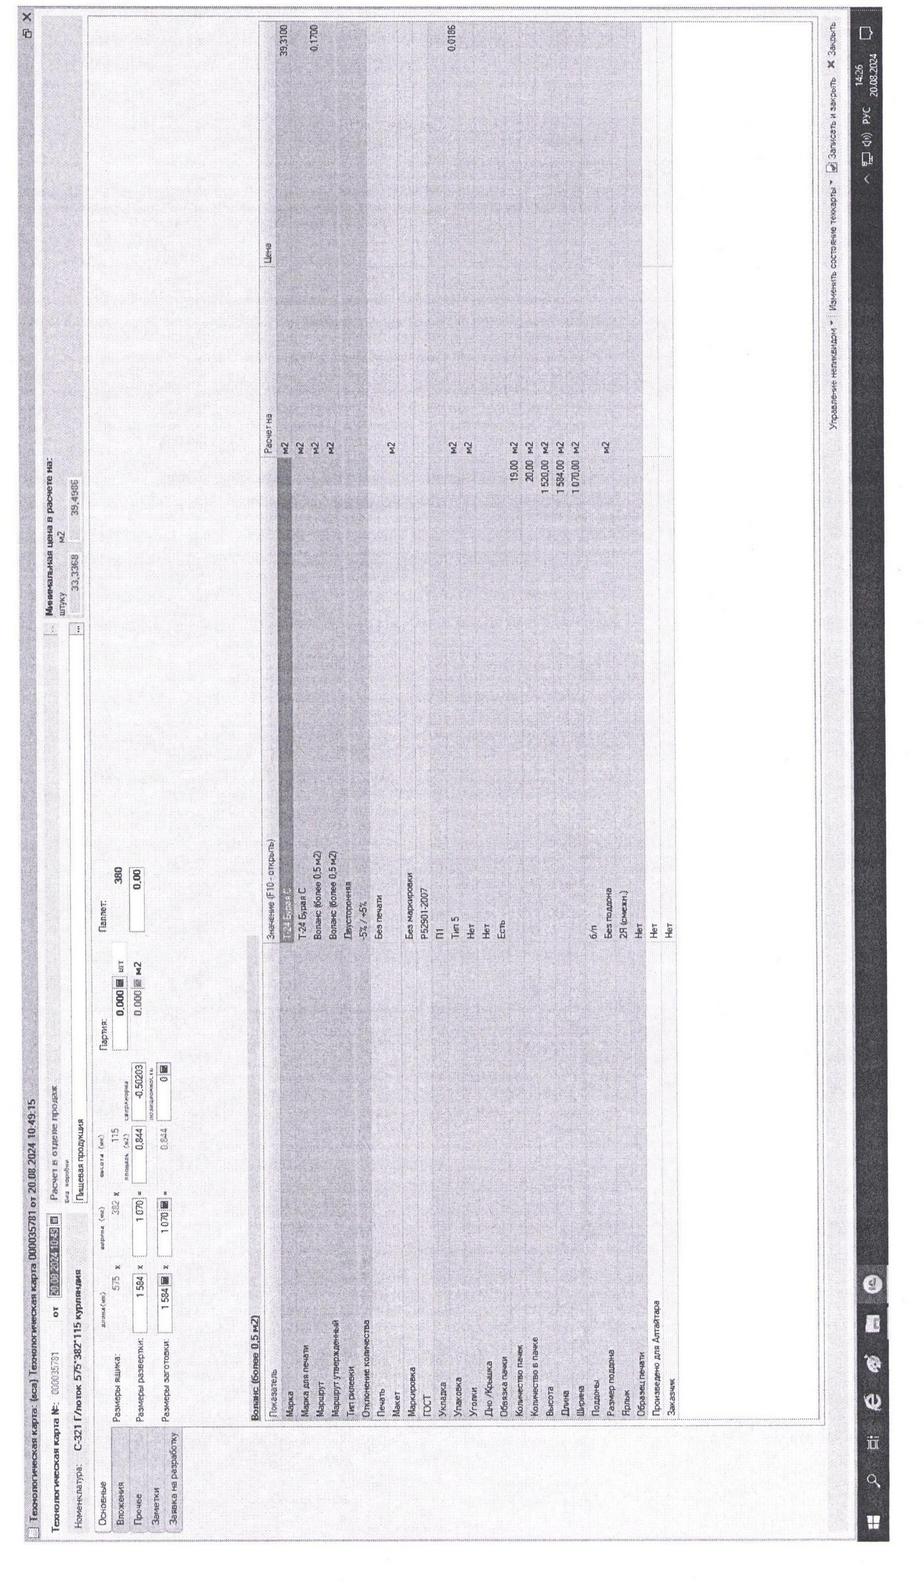 Технологическая карта: (кса) Технологическая карта 000035781 от 20.08.2024 10:49:15
Технологическая карта №: 000035781 от 20.08.2024 10:49 Расчет в отделе продаж
Минимальная цена в расчете на:
штуку м2
33,3368 39,4986
Номенклатура: С-321 Г/лоток 575*382*115 курляндия
Пищевая продукция
Основные
Вложения
Прочее
Заметки
Заявка на разработку
длина(мм) ширина (мм) высота (мм)
Размеры ящика: 575 x 382 x 115
площадь (м2)
Размеры развертки: 1 584 x 1 070 = 0,844 -0,50203
Размеры заготовки: 1 584 x 1 070 = 0,844 0
Партия: Паллет:
0,000 шт 380
0,000 м2 0,00
Воланс (более 0,5 м2)
Показатель Значение (F10 - открыть) Расчет на Цена
Марка Т-24 Бурая С м2 39,3100
Марка для печати Т-24 Бурая С м2
Маршрут Воланс (более 0,5 м2) м2 0,1700
Маршрут утвержденный Воланс (более 0,5 м2) м2
Тип рилевки Двусторонняя
Отклонение количества -5% / +5%
Печать Без печати
Макет м2
Маркировка Без маркировки
ГОСТ Р52901-2007
Укладка П1
Упаковка Тип 5 м2 0,0186
Уголки Нет м2
Дно /Крышка Нет
Обвязка пачки Есть
Количество пачек 19,00 м2
Количество в пачке 20,00 м2
Высота 1 520,00 м2
Длина 1 584,00 м2
Ширина 1 070,00 м2
Поддоны б/п
Размер поддона Без поддона м2
Ярлык 2Я (смежн.)
Образец печати Нет
Произведено для Алтайтара Нет
Заказчик Нет
Управление неликвидом Изменить состояние техкарты Записать и закрыть Закрыть
РУС 14:26
20.08.2024